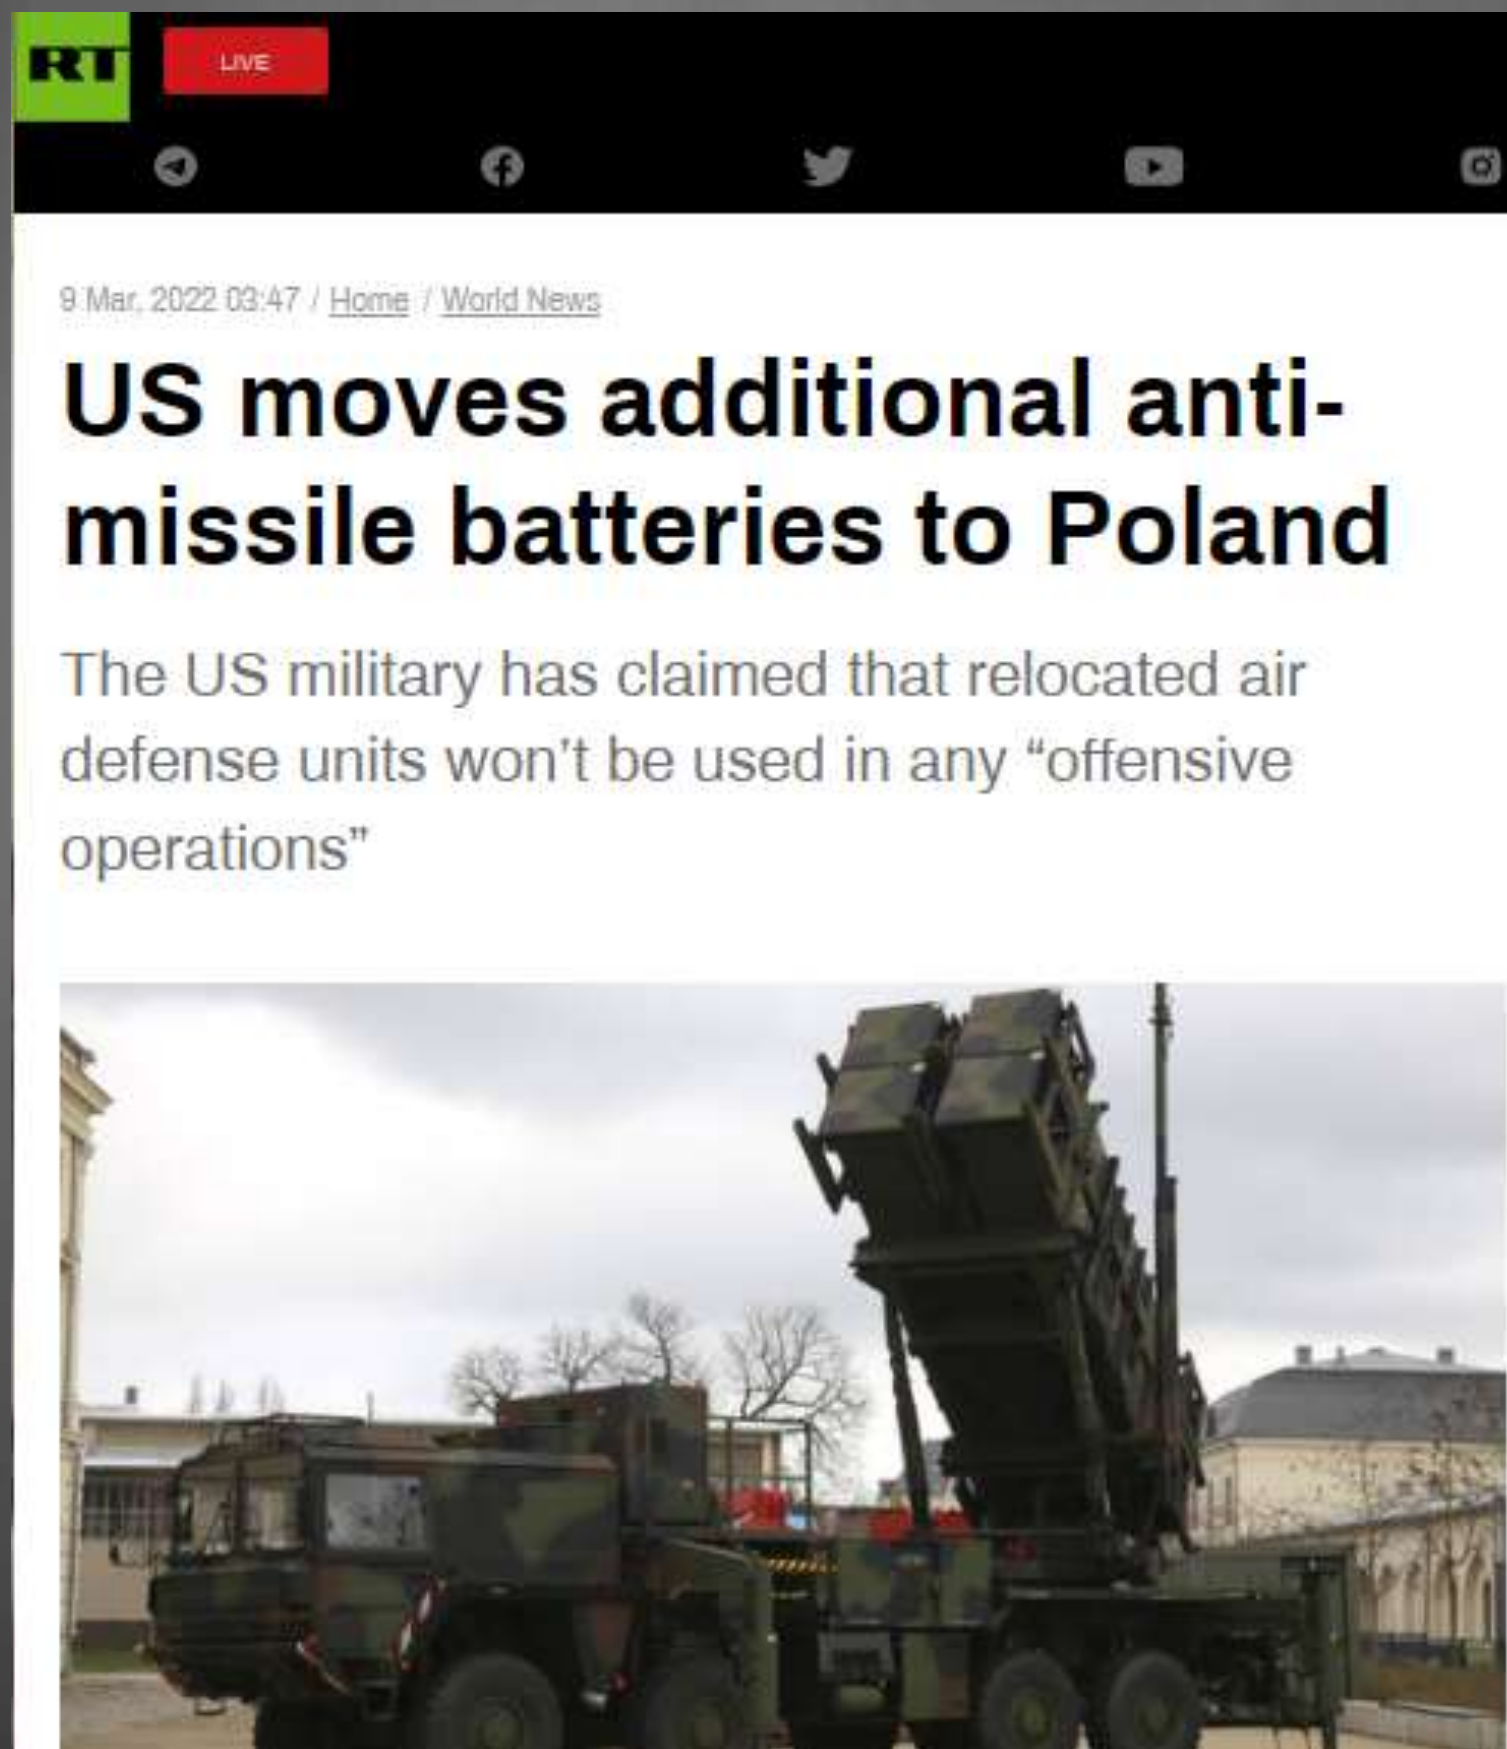 RT
LIVE
9 Mar, 2022 03:47 / Home / World News
US moves additional anti-
missile batteries to Poland
The US military has claimed that relocated air
defense units won't be used in any “offensive
operations”